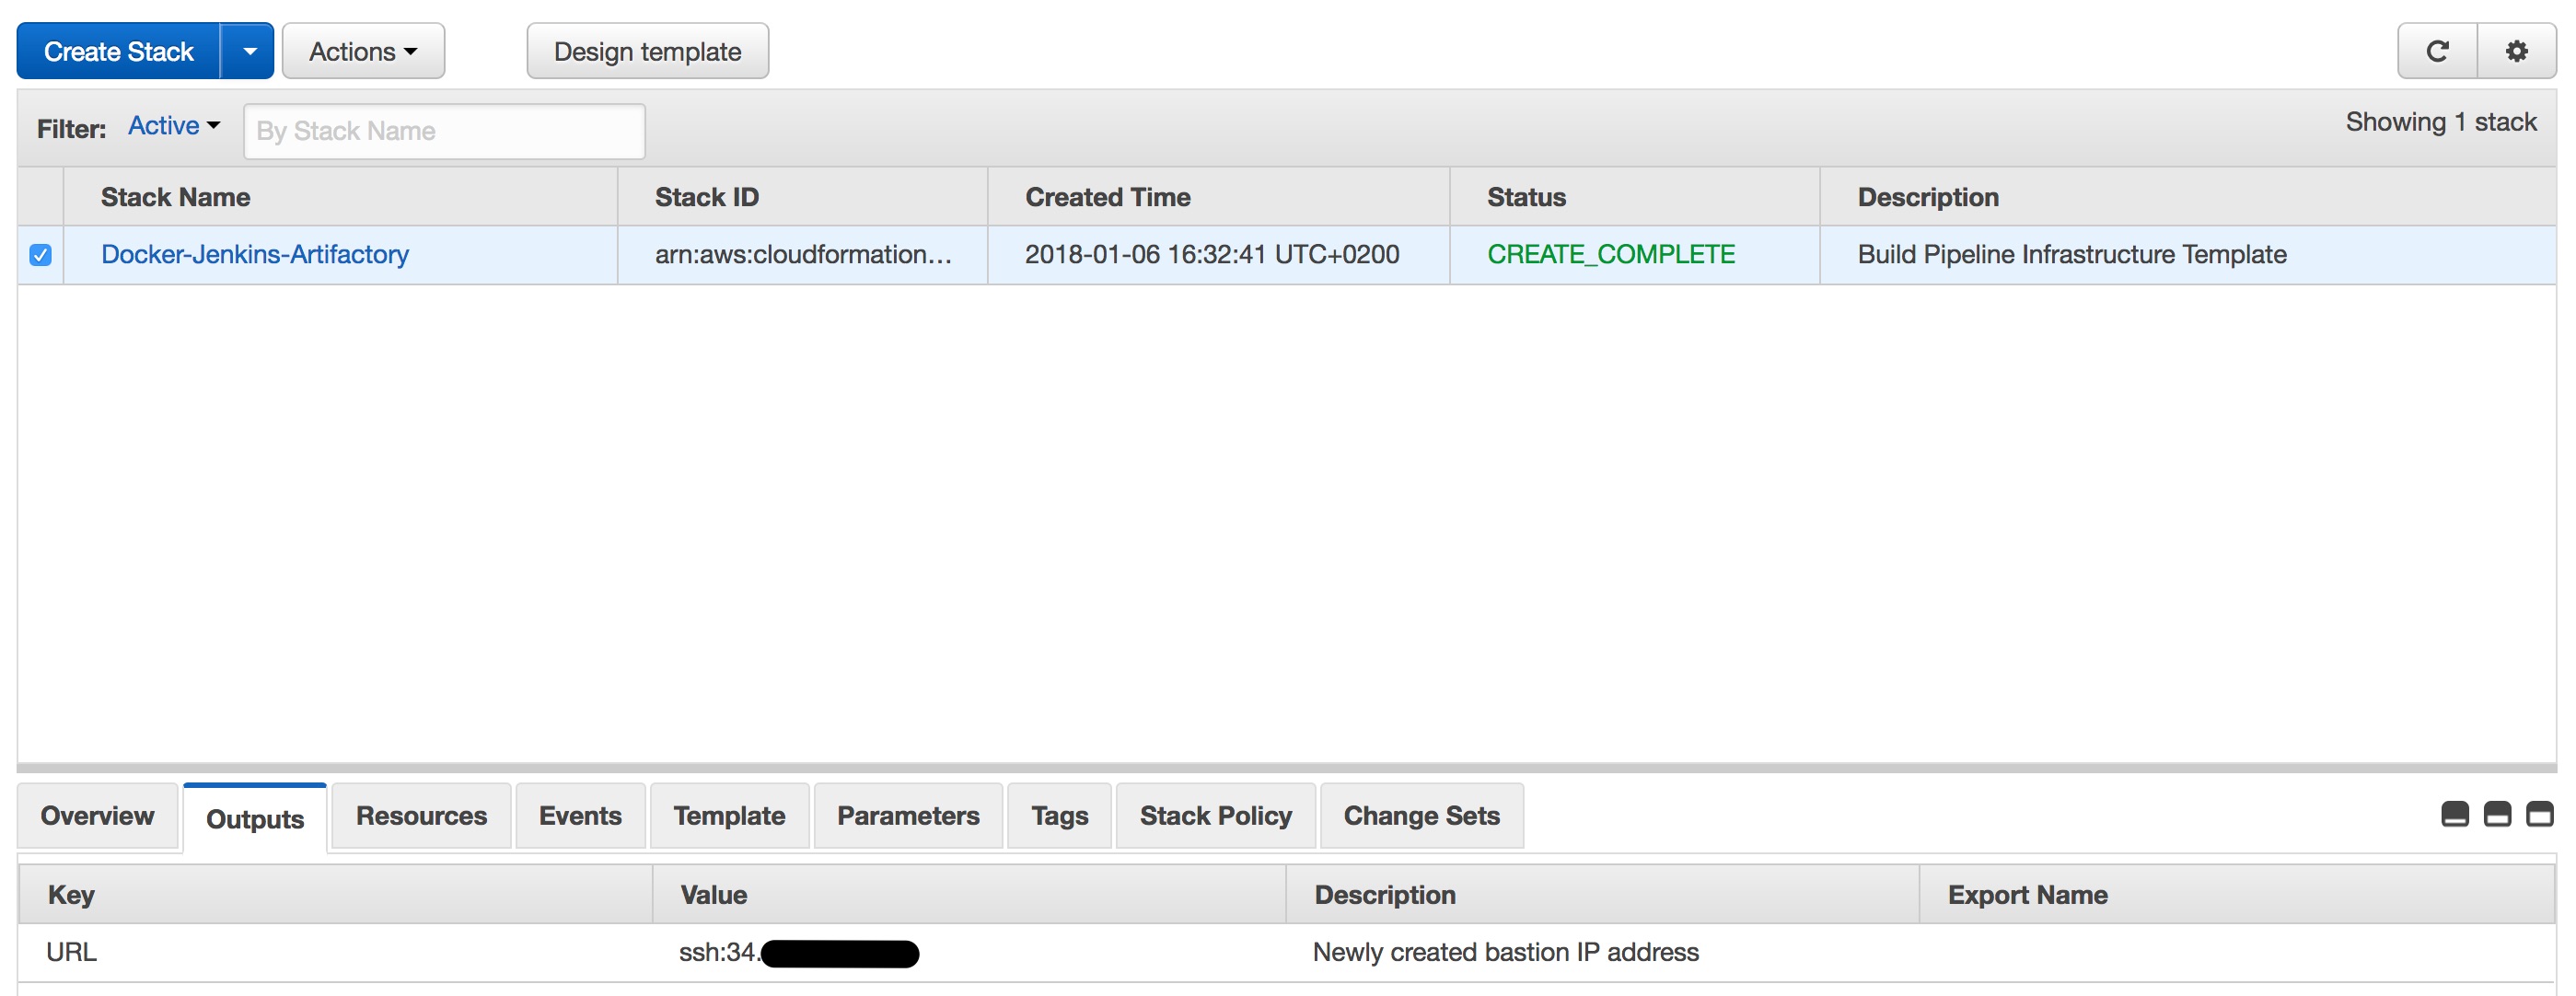 Create Stack Actions Design template
Filter: Active By Stack Name Showing 1 stack
Stack Name Stack ID Created Time Status Description
Docker-Jenkins-Artifactory arn:aws:cloudformation... 2018-01-06 16:32:41 UTC+0200 CREATE_COMPLETE Build Pipeline Infrastructure Template
Overview Outputs Resources Events Template Parameters Tags Stack Policy Change Sets
Key Value Description Export Name
URL ssh:34. Newly created bastion IP address